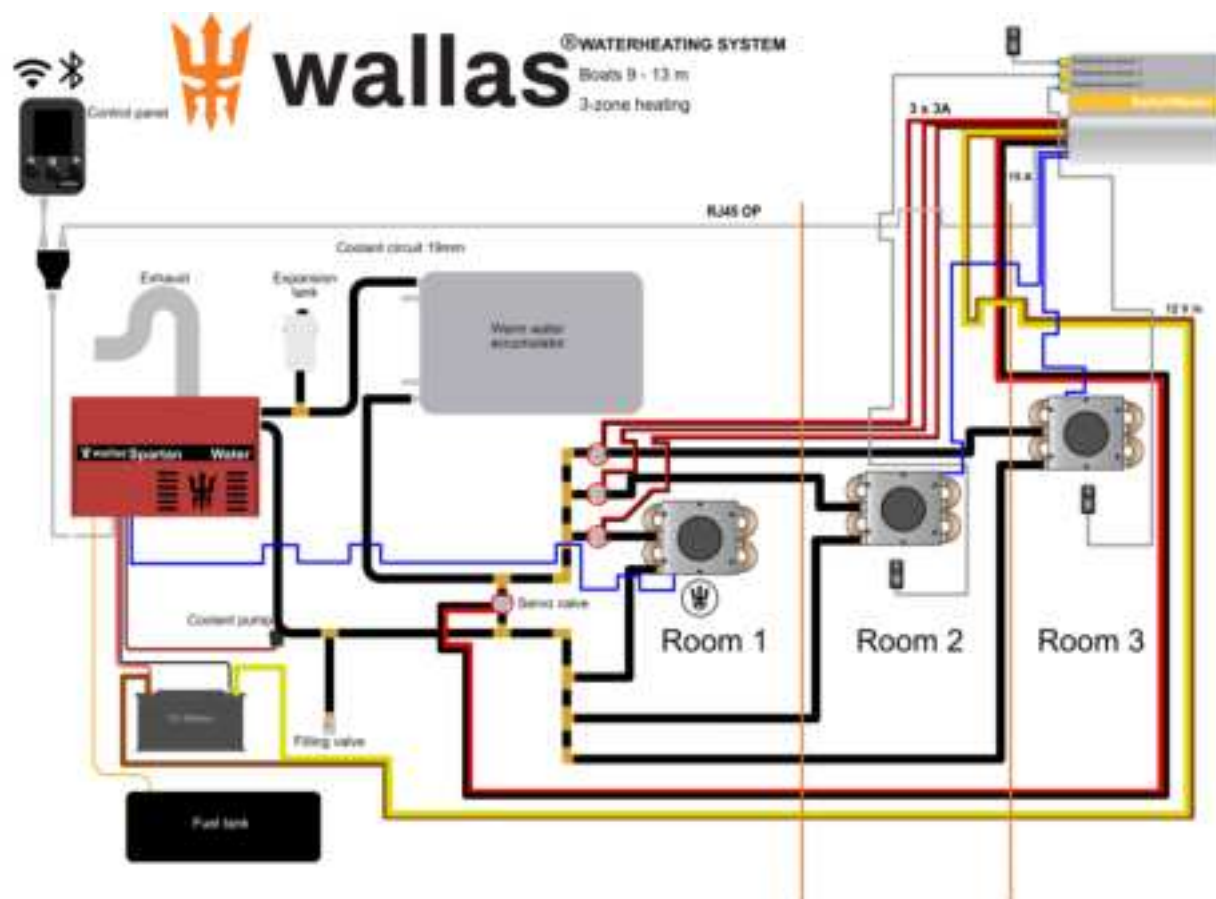 wallas
®WATERHEATING SYSTEM
Boats 9 - 13 m
3-zone heating
Control panel
3 x 3A
15 A
RJ45 OP
Coolant circuit 19mm
Exhaust
Expansion
tank
Warm water
accumulator
12 V in
wallas Spartan Water
Servo valve
Coolant pump
Room 1
Room 2
Room 3
Filling valve
Fuel tank